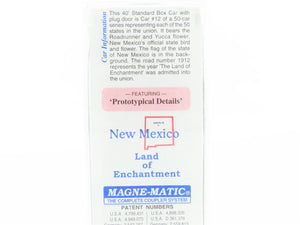 Car Information
This 40' Standard Box Car with
plug door is Car #12 of a 50-car
series representing each of the 50
states in the union. It bears the
Roadrunner and Yucca flower,
New Mexico's official state bird
and flower. The flag of the state
of New Mexico is in the back-
ground. The road number 1912
represents the year 'The Land of
Enchantment' was admitted into
the union.
— FEATURING —
'Prototypical Details'
New Mexico
Land
of
Enchantment
MAGNE-MATIC®
THE COMPLETE COUPLER SYSTEM
PATENT NUMBERS